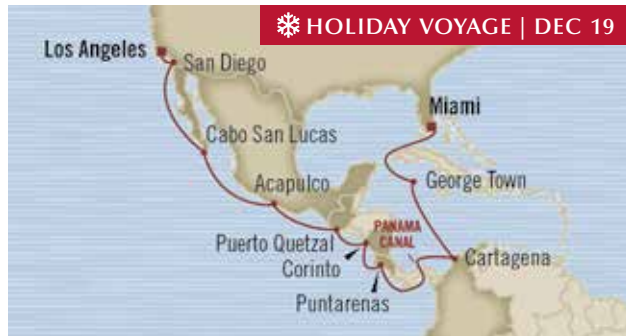 HOLIDAY VOYAGE | DEC 19
Los Angeles
San Diego
Miami
Cabo San Lucas
George Town
Acapulco
PANAMA
CANAL
Puerto Quetzal
Cartagena
Corinto
Puntarenas